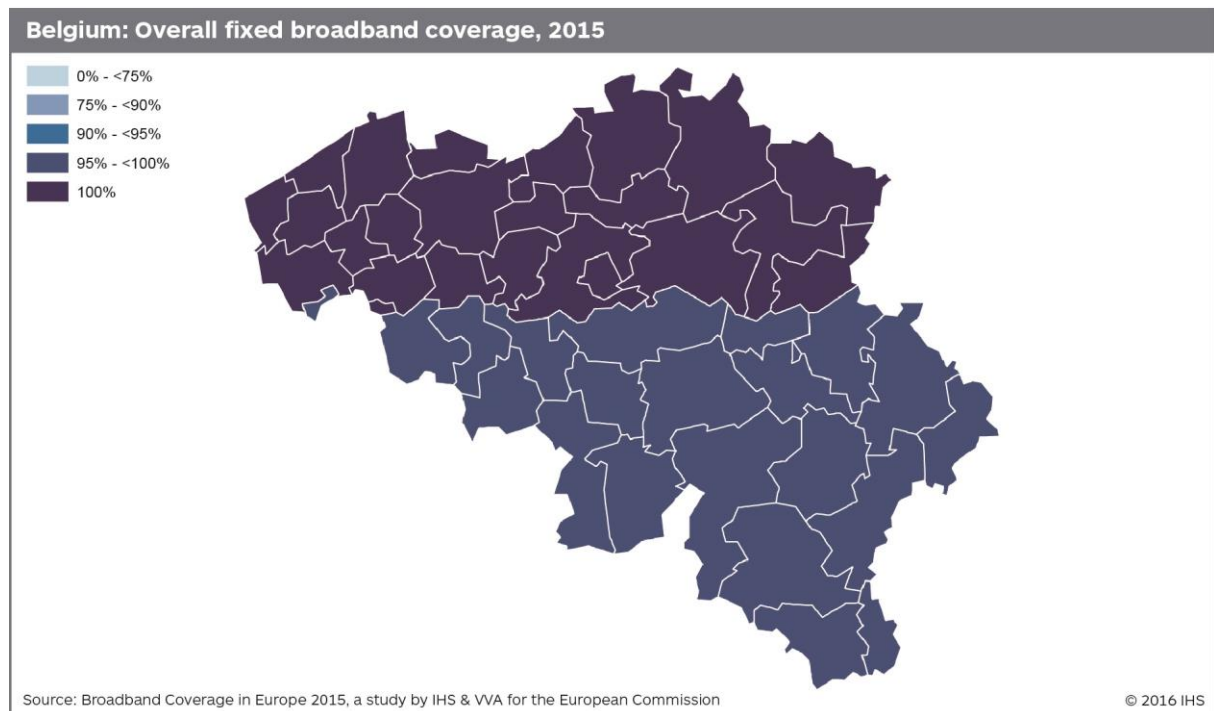 Belgium: Overall fixed broadband coverage, 2015
0% - <75%
75% - <90%
90% - <95%
95% - <100%
100%
Source: Broadband Coverage in Europe 2015, a study by IHS & VVA for the European Commission
© 2016 IHS